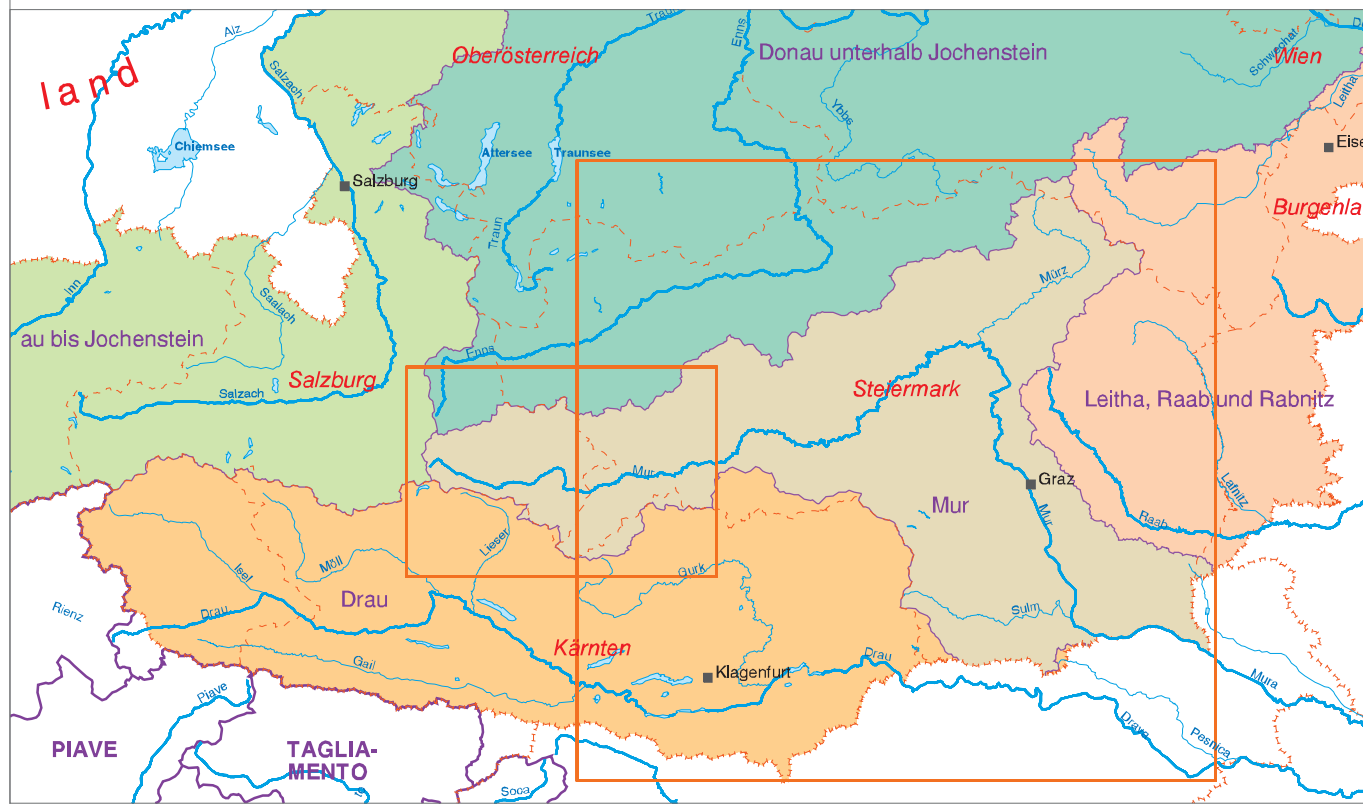 Alz
Traun
Enns
Oberösterreich
Donau unterhalb Jochenstein
Schwechat
Wien
land
Salzach
Leitha
Ybbs
Chiemsee
Attersee
Traunsee
Eise
Salzburg
Burgenla
Traun
Inn
Saalach
Mürz
au bis Jochenstein
Enns
Salzburg
Salzach
Steiermark
Leitha, Raab und Rabnitz
Mur
Graz
Lafnitz
Mur
Mur
Raab
Lieser
Möll
Isel
Gurk
Drau
Rienz
Drau
Sulm
Kärnten
Gail
Drau
Klagenfurt
Mura
Piave
Drava
Pesnica
PIAVE
TAGLIA-
MENTO
Soca